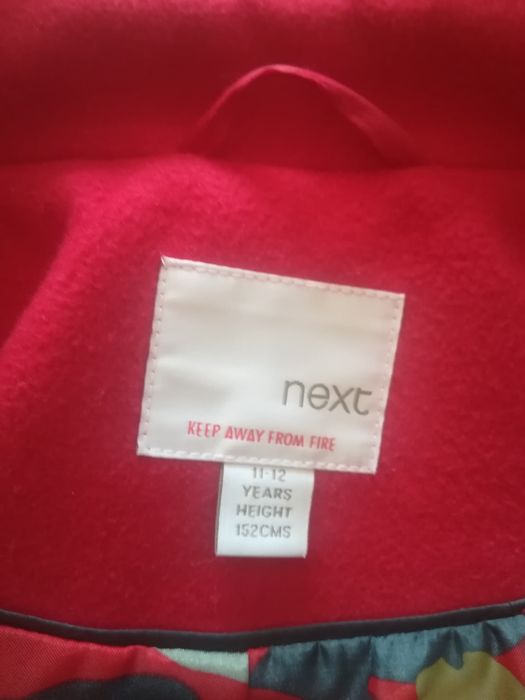 next
KEEP AWAY FROM FIRE
11-12
YEARS
HEIGHT
152CMS